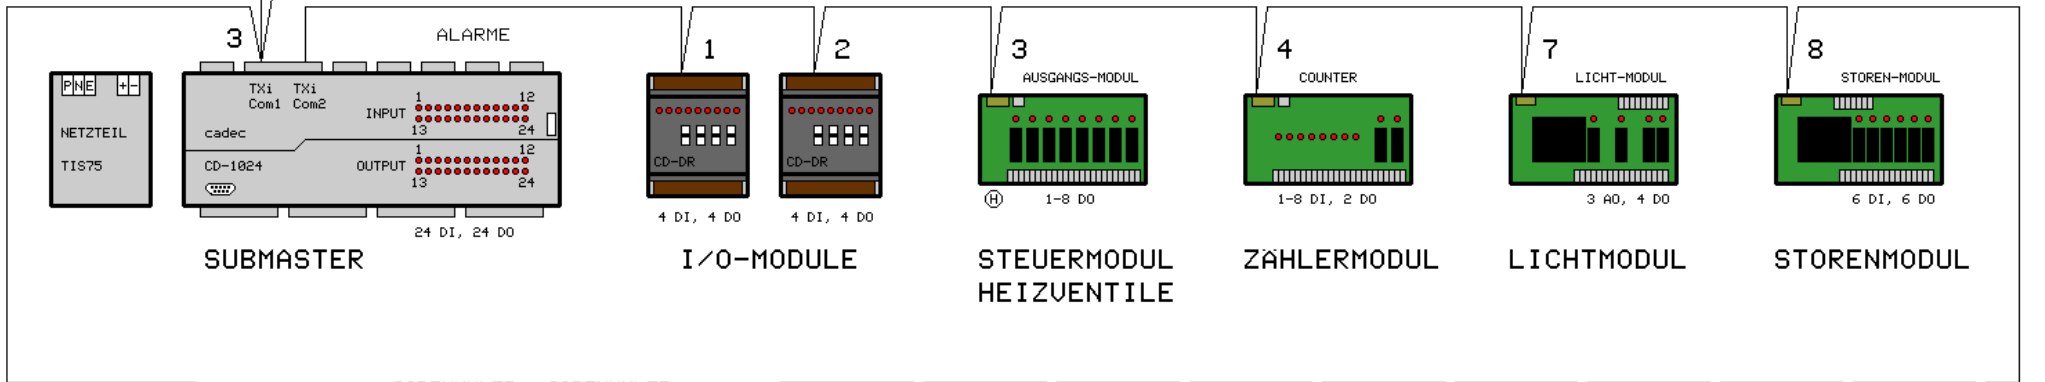 3
ALARME
1
2
3
4
7
8
AUSGANGS-MODUL
COUNTER
LICHT-MODUL
STOREN-MODUL
PNE
+-
NETZTEIL
TIS75
TXi
Com1
TXi
Com2
cadec
CD-1024
INPUT
1
12
13
24
OUTPUT
1
12
13
24
24 DI, 24 DO
CD-DR
4 DI, 4 DO
CD-DR
4 DI, 4 DO
H
1-8 DO
1-8 DI, 2 DO
3 AO, 4 DO
6 DI, 6 DO
SUBMASTER
I/O-MODULE
STEUERMODUL
HEIZVENTILE
ZÄHLERMODUL
LICHTMODUL
STORENMODUL